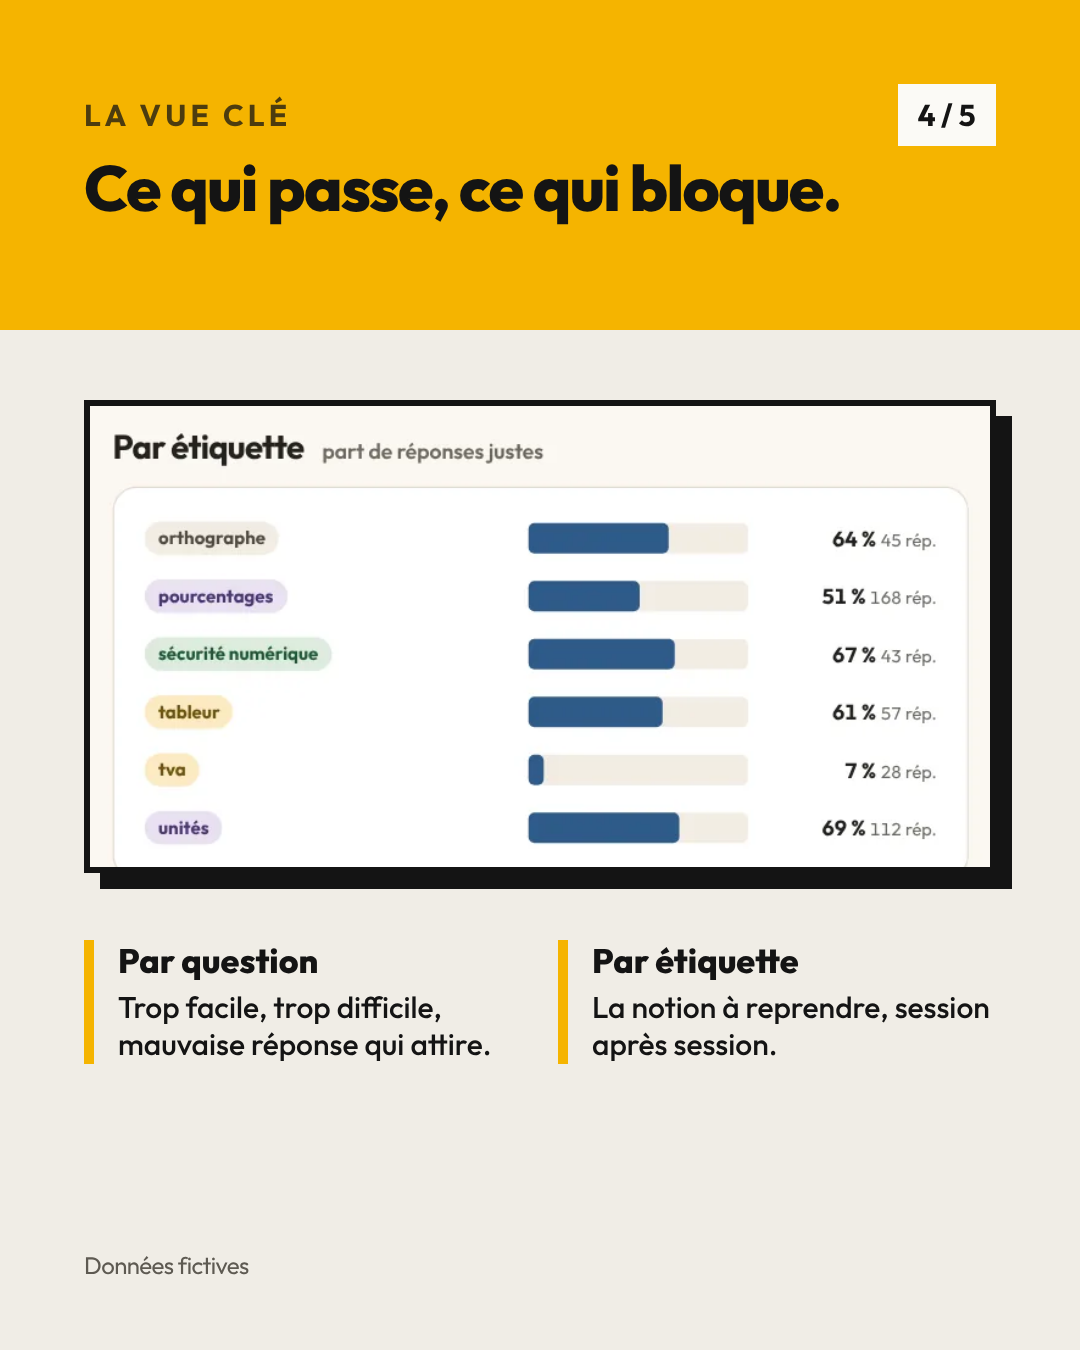 LA VUE CLÉ
4/5
Ce qui passe, ce qui bloque.
Par étiquette part de réponses justes
orthographe 64 % 45 rép.
pourcentages 51 % 168 rép.
sécurité numérique 67 % 43 rép.
tableur 61 % 57 rép.
tva 7 % 28 rép.
unités 69 % 112 rép.
Par question
Trop facile, trop difficile,
mauvaise réponse qui attire.
Par étiquette
La notion à reprendre, session
après session.
Données fictives